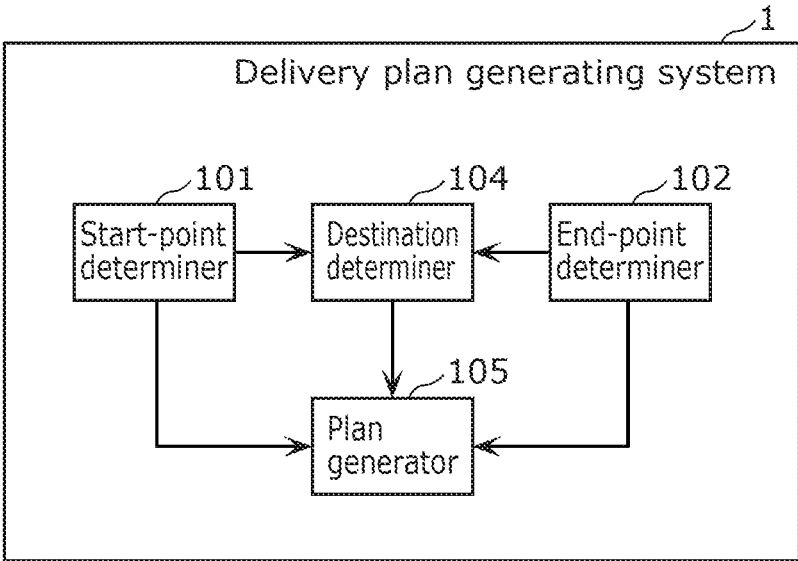 1
Delivery plan generating system
101
Start-point
determiner
104
Destination
determiner
102
End-point
determiner
105
Plan
generator